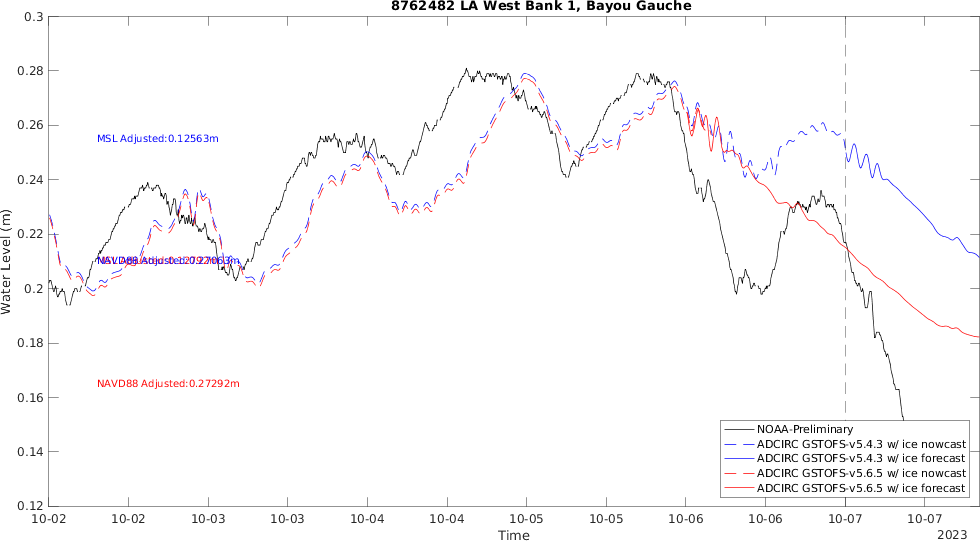 8762482 LA West Bank 1, Bayou Gauche
0.3
0.28
0.26
0.24
0.22
0.2
0.18
0.16
0.14
0.12
Water Level (m)
MSL Adjusted:0.12563m
NAVD88 Adjusted:0.27292m
NOAA-Preliminary
ADCIRC GSTOFS-v5.4.3 w/ ice nowcast
ADCIRC GSTOFS-v5.4.3 w/ ice forecast
ADCIRC GSTOFS-v5.6.5 w/ ice nowcast
ADCIRC GSTOFS-v5.6.5 w/ ice forecast
10-02 10-02 10-03 10-03 10-04 10-04 10-05 10-05 10-06 10-06 10-07 10-07
Time
2023